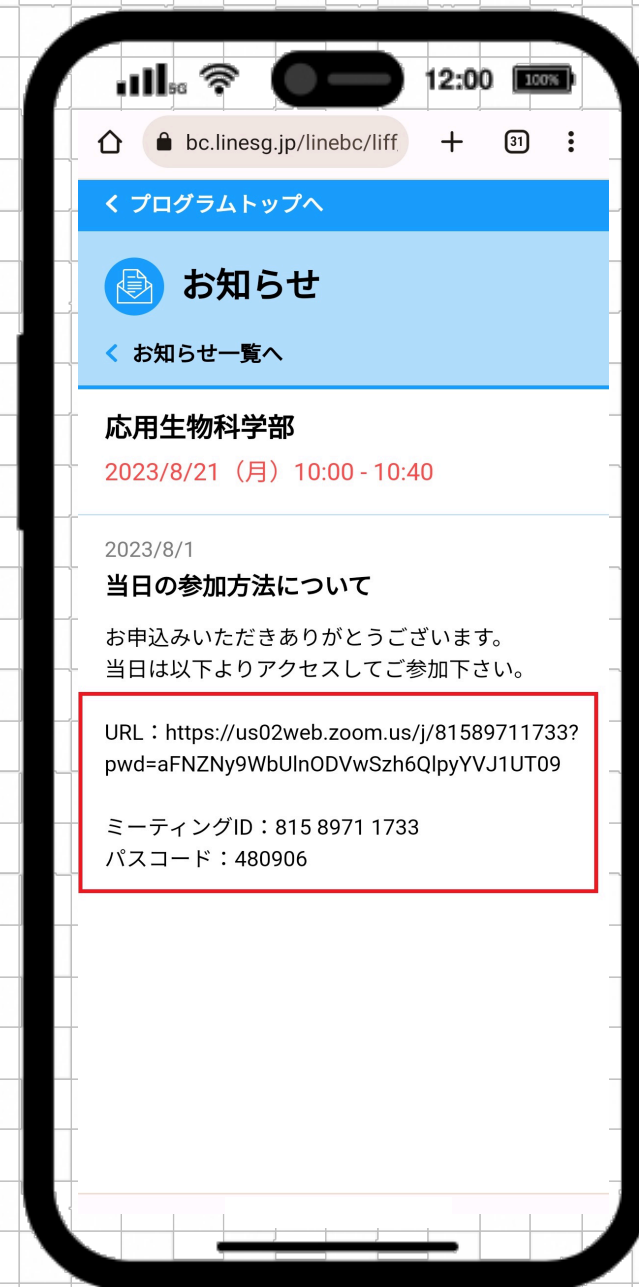 5G 12:00 100%
bc.linesg.jp/linebc/liff 31
プログラムトップへ
お知らせ
お知らせ一覧へ
応用生物科学部
2023/8/21（月）10:00 - 10:40
2023/8/1
当日の参加方法について
お申込みいただきありがとうございます。
当日は以下よりアクセスしてご参加下さい。
URL：https://us02web.zoom.us/j/81589711733?
pwd=aFNZNy9WbUlnODVwSzh6QlpyYVJ1UT09
ミーティングID：815 8971 1733
パスコード：480906